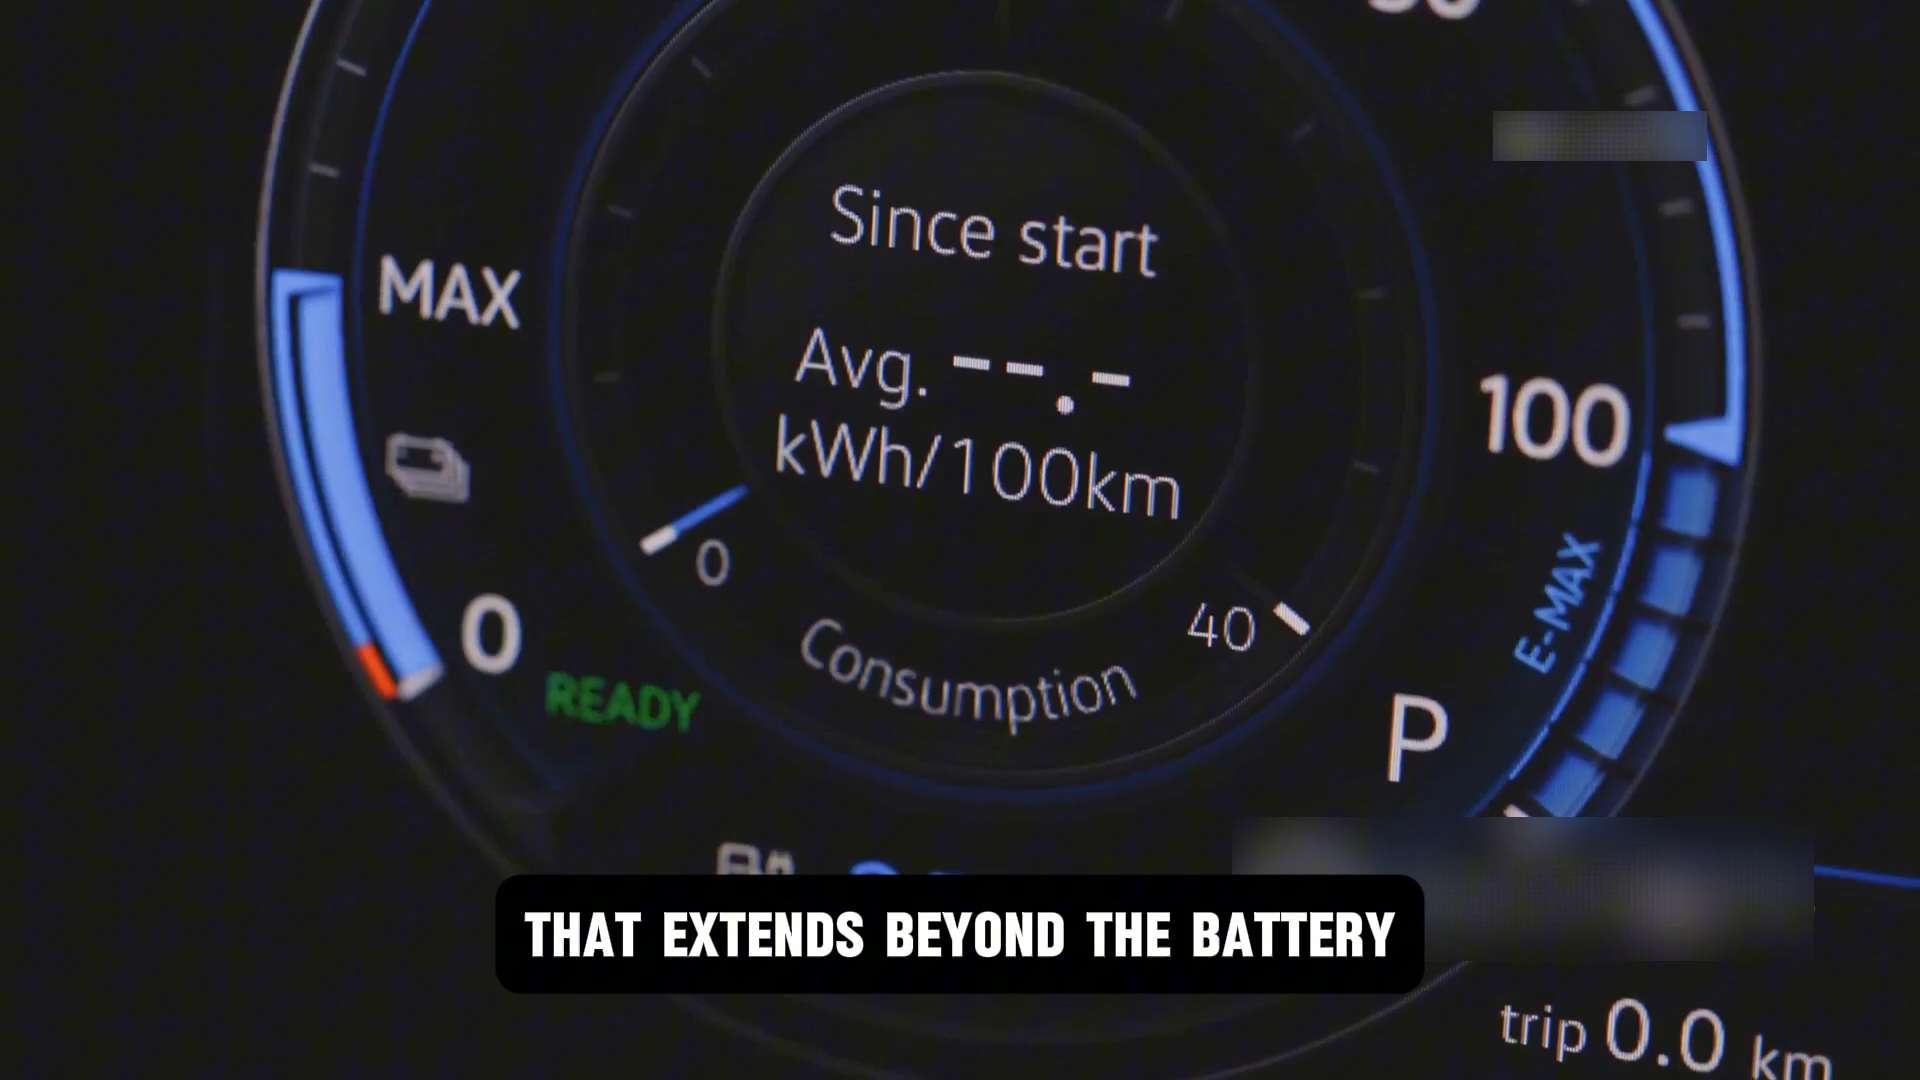 Since start
MAX
Avg. --.-
100
kWh/100km
0
40
E-MAX
0
Consumption
READY
P
THAT EXTENDS BEYOND THE BATTERY
trip 0.0 km